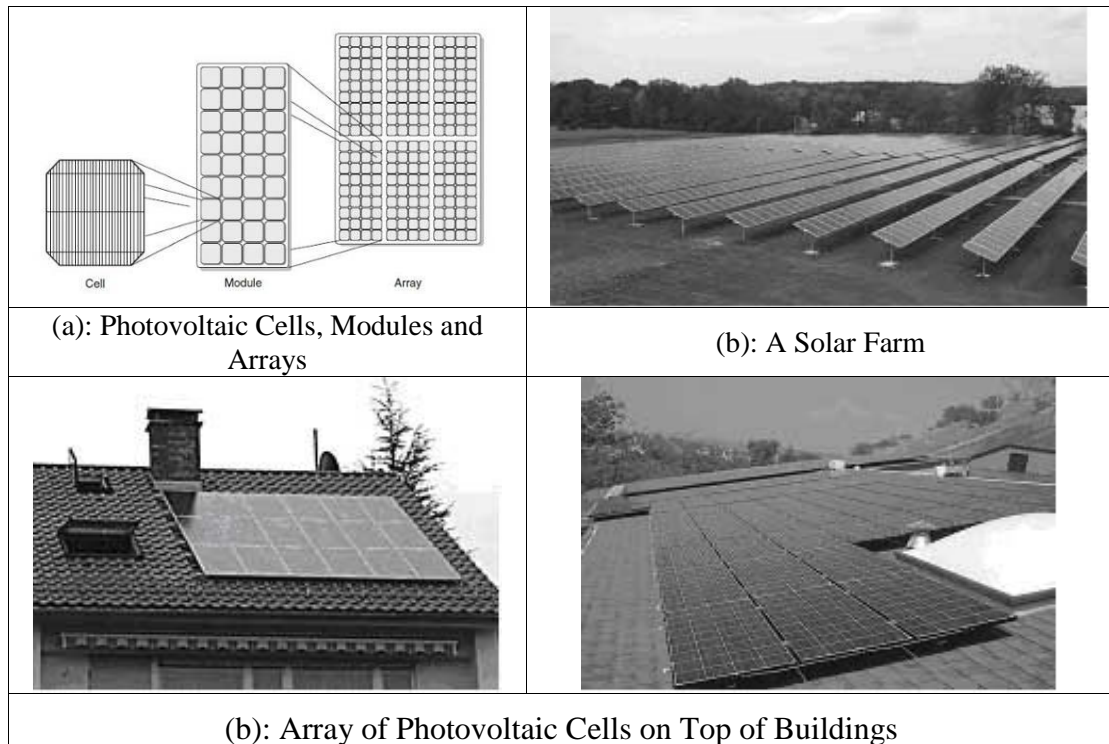 Cell
Module
Array
(a): Photovoltaic Cells, Modules and
Arrays
(b): A Solar Farm
(b): Array of Photovoltaic Cells on Top of Buildings